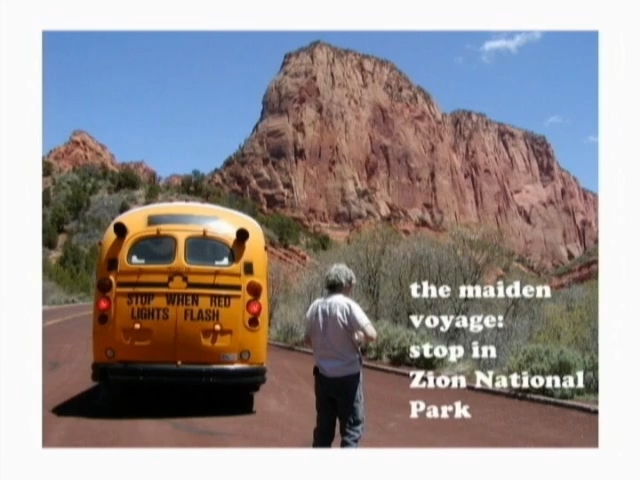 STOP WHEN RED
LIGHTS FLASH
the maiden
voyage:
stop in
Zion National
Park